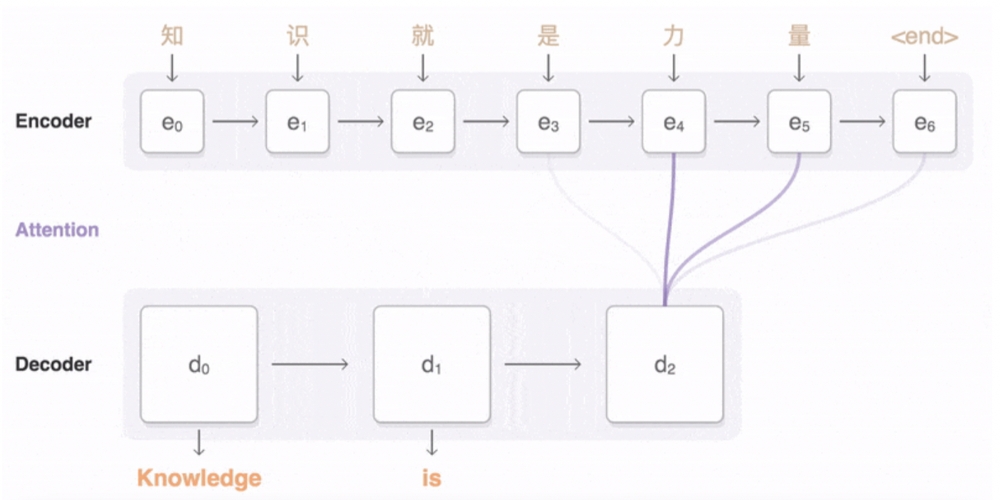 知 识 就 是 力 量 <end>
Encoder e₀ e₁ e₂ e₃ e₄ e₅ e₆
Attention
Decoder d₀ d₁ d₂
Knowledge is